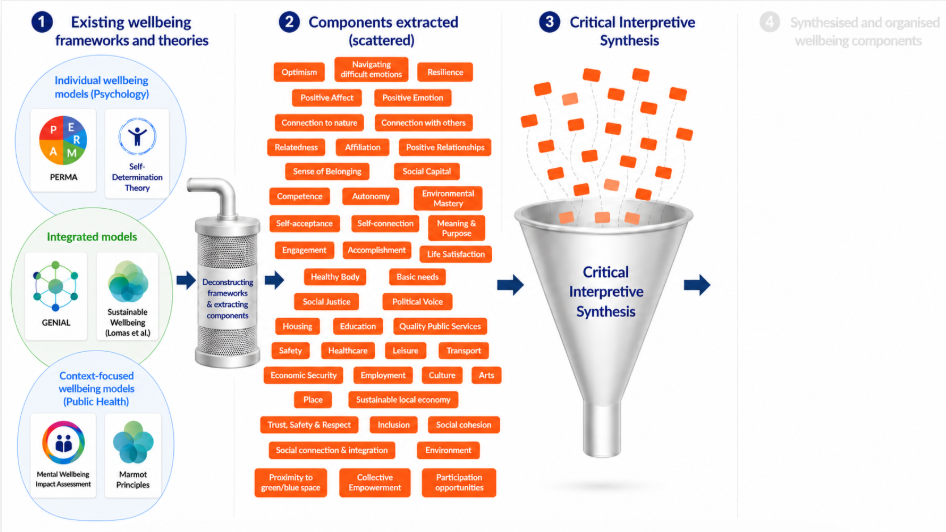 1 Existing wellbeing
frameworks and theories
Individual wellbeing
models (Psychology)
P E R M A
PERMA
Self-
Determination
Theory
Integrated models
GENIAL
Sustainable
Wellbeing
(Lomas et al.)
Context-focused
wellbeing models
(Public Health)
Mental Wellbeing
Impact Assessment
Marmot
Principles
Deconstructing
frameworks
& extracting
components
2 Components extracted
(scattered)
Optimism
Navigating
difficult emotions
Resilience
Positive Affect
Positive Emotion
Connection to nature
Connection with others
Relatedness
Affiliation
Positive Relationships
Sense of Belonging
Social Capital
Competence
Autonomy
Environmental
Mastery
Self-acceptance
Self-connection
Meaning &
Purpose
Engagement
Accomplishment
Life Satisfaction
Healthy Body
Basic needs
Social Justice
Political Voice
Housing
Education
Quality Public Services
Safety
Healthcare
Leisure
Transport
Economic Security
Employment
Culture
Arts
Place
Sustainable local economy
Trust, Safety & Respect
Inclusion
Social cohesion
Social connection & integration
Environment
Proximity to
green/blue space
Collective
Empowerment
Participation
opportunities
3 Critical Interpretive
Synthesis
Critical
Interpretive
Synthesis
4 Synthesised and organised
wellbeing components